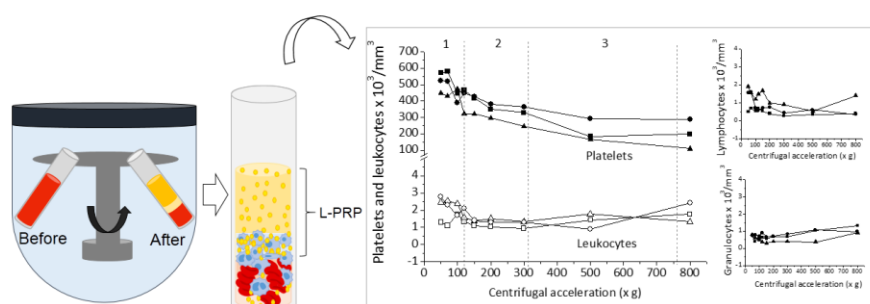 Before
After
L-PRP
1 2 3
Platelets and leukocytes x 10³/mm³
700
600
500
400
300
200
100
4
3
2
1
0
-1
Platelets
Leukocytes
0 100 200 300 400 500 600 700 800
Centrifugal acceleration (x g)
Lymphocytes x 10³/mm³
4
3
2
1
0
-1
0 100 200 300 400 500 600 700 800
Centrifugal acceleration (x g)
Granulocytes x 10³/mm³
4
3
2
1
0
-1
0 100 200 300 400 500 600 700 800
Centrifugal acceleration (x g)